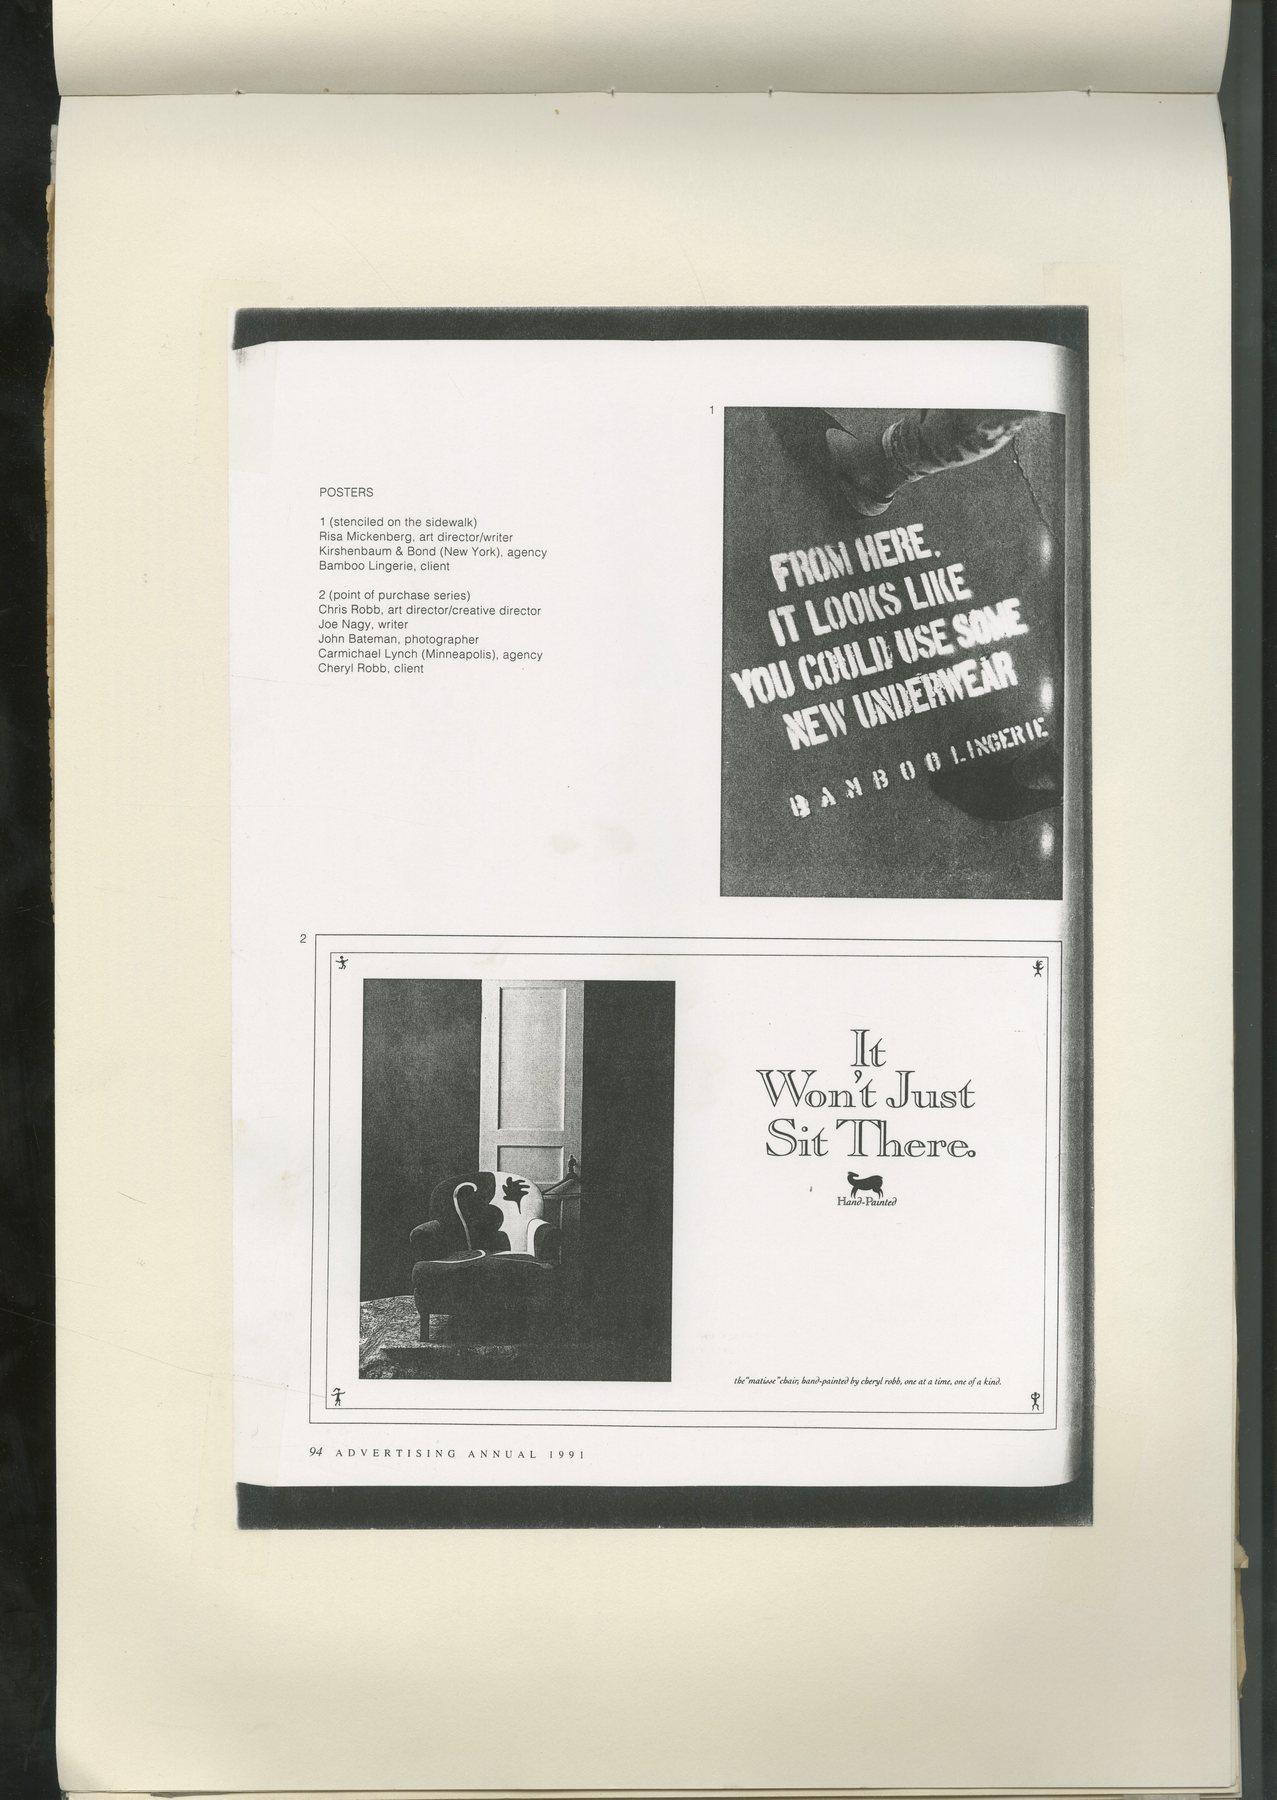 POSTERS
1 (stenciled on the sidewalk)
Risa Mickenberg, art director/writer
Kirshenbaum & Bond (New York), agency
Bamboo Lingerie, client
2 (point of purchase series)
Chris Robb, art director/creative director
Joe Nagy, writer
John Bateman, photographer
Carmichael Lynch (Minneapolis), agency
Cheryl Robb, client
1
FROM HERE.
IT LOOKS LIKE
YOU COULD USE SOME
NEW UNDERWEAR
BAMBOO LINGERIE
2
It
Won't Just
Sit There.
Hand-Painted
the "matisse" chair, hand-painted by cheryl robb, one at a time, one of a kind.
94 ADVERTISING ANNUAL 1991